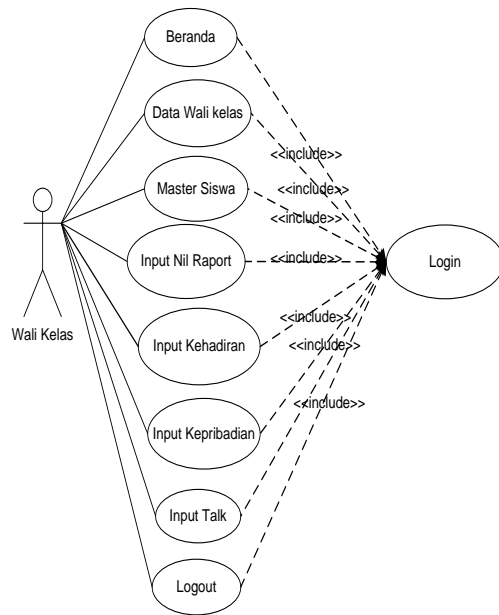 Beranda
Data Wali kelas
<<include>>
Master Siswa
<<include>>
<<include>>
Input Nil Raport
<<include>>
Login
Wali Kelas
<<include>>
Input Kehadiran
<<include>>
<<include>>
Input Kepribadian
Input Talk
Logout